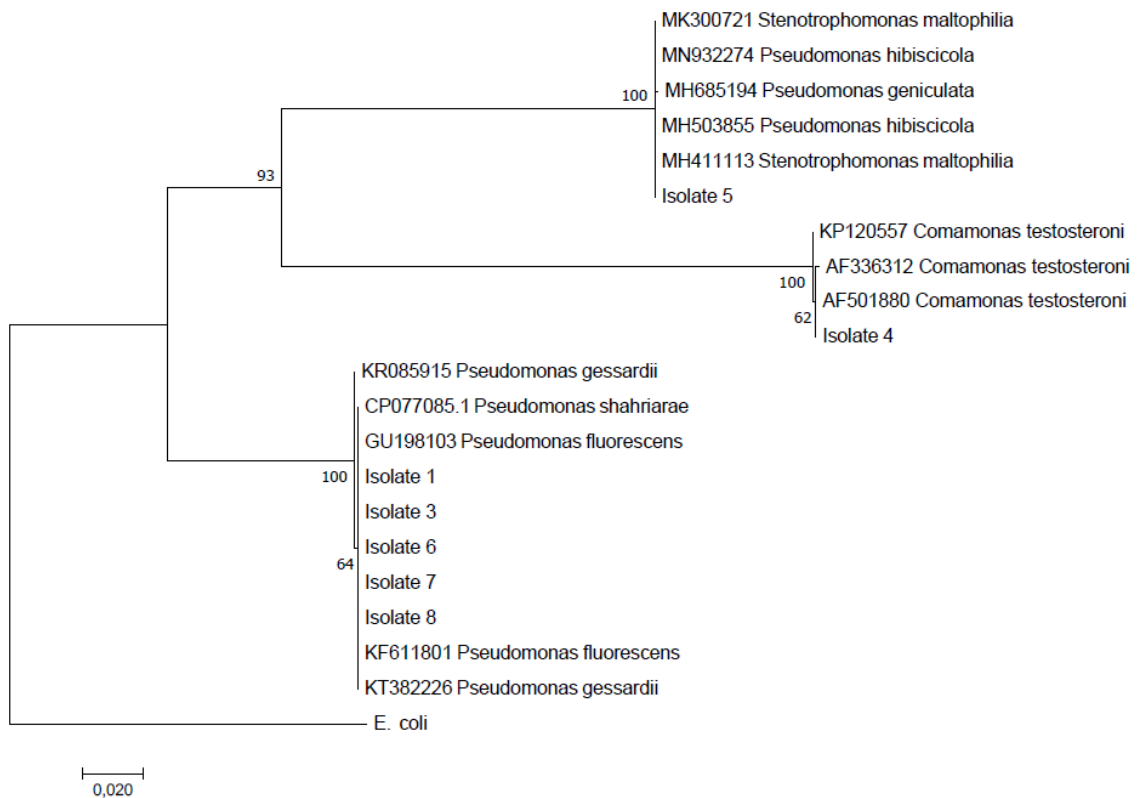 MK300721 Stenotrophomonas maltophilia
MN932274 Pseudomonas hibiscicola
MH685194 Pseudomonas geniculata
100
MH503855 Pseudomonas hibiscicola
MH411113 Stenotrophomonas maltophilia
93
Isolate 5
KP120557 Comamonas testosteroni
AF336312 Comamonas testosteroni
100
AF501880 Comamonas testosteroni
62
Isolate 4
KR085915 Pseudomonas gessardii
CP077085.1 Pseudomonas shahriarae
GU198103 Pseudomonas fluorescens
100
Isolate 1
Isolate 3
Isolate 6
64
Isolate 7
Isolate 8
KF611801 Pseudomonas fluorescens
KT382226 Pseudomonas gessardii
E. coli
0,020